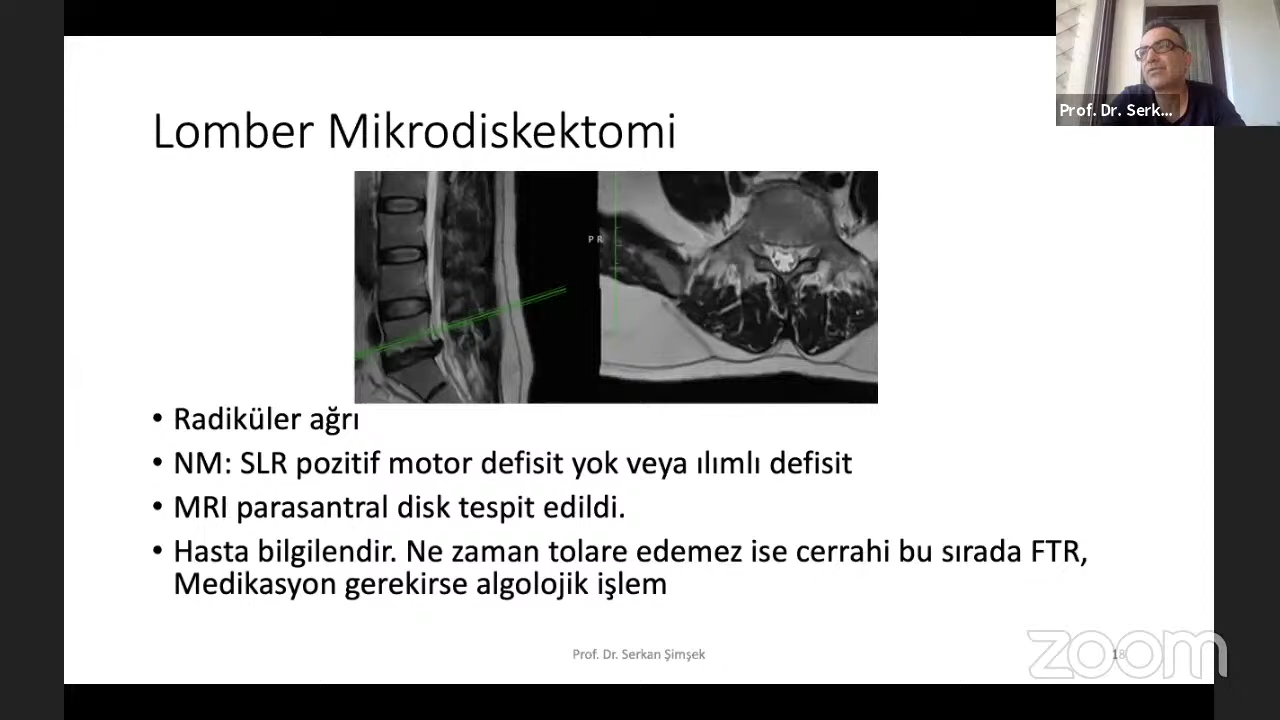 Prof. Dr. Serk...
Lomber Mikrodiskektomi
P R
• Radiküler ağrı
• NM: SLR pozitif motor defisit yok veya ılımlı defisit
• MRI parasantral disk tespit edildi.
• Hasta bilgilendir. Ne zaman tolare edemez ise cerrahi bu sırada FTR,
Medikasyon gerekirse algolojik işlem
Prof. Dr. Serkan Şimşek
18
zoom